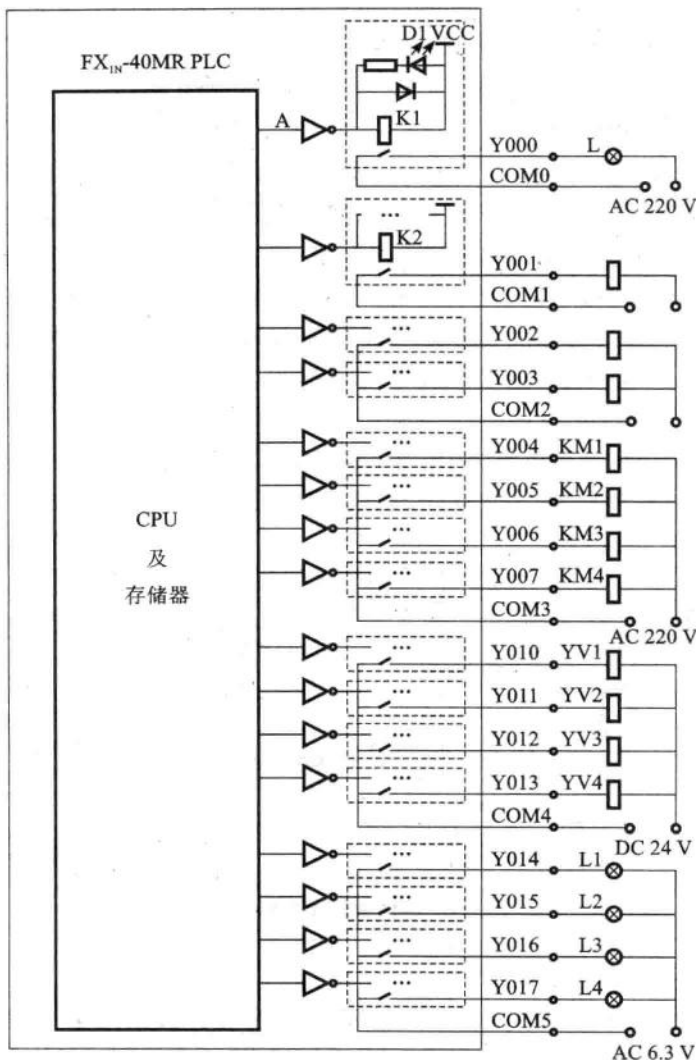 D1 VCC
FX₁ₙ-40MR PLC
A
K1
Y000 L
COM0
AC 220 V
...
K2
Y001
COM1
...
Y002
...
Y003
COM2
...
Y004 KM1
...
Y005 KM2
CPU
...
Y006 KM3
及
...
Y007 KM4
存储器
COM3
AC 220 V
...
Y010 YV1
...
Y011 YV2
...
Y012 YV3
...
Y013 YV4
COM4
DC 24 V
...
Y014 L1
...
Y015 L2
...
Y016 L3
...
Y017 L4
COM5
AC 6.3 V